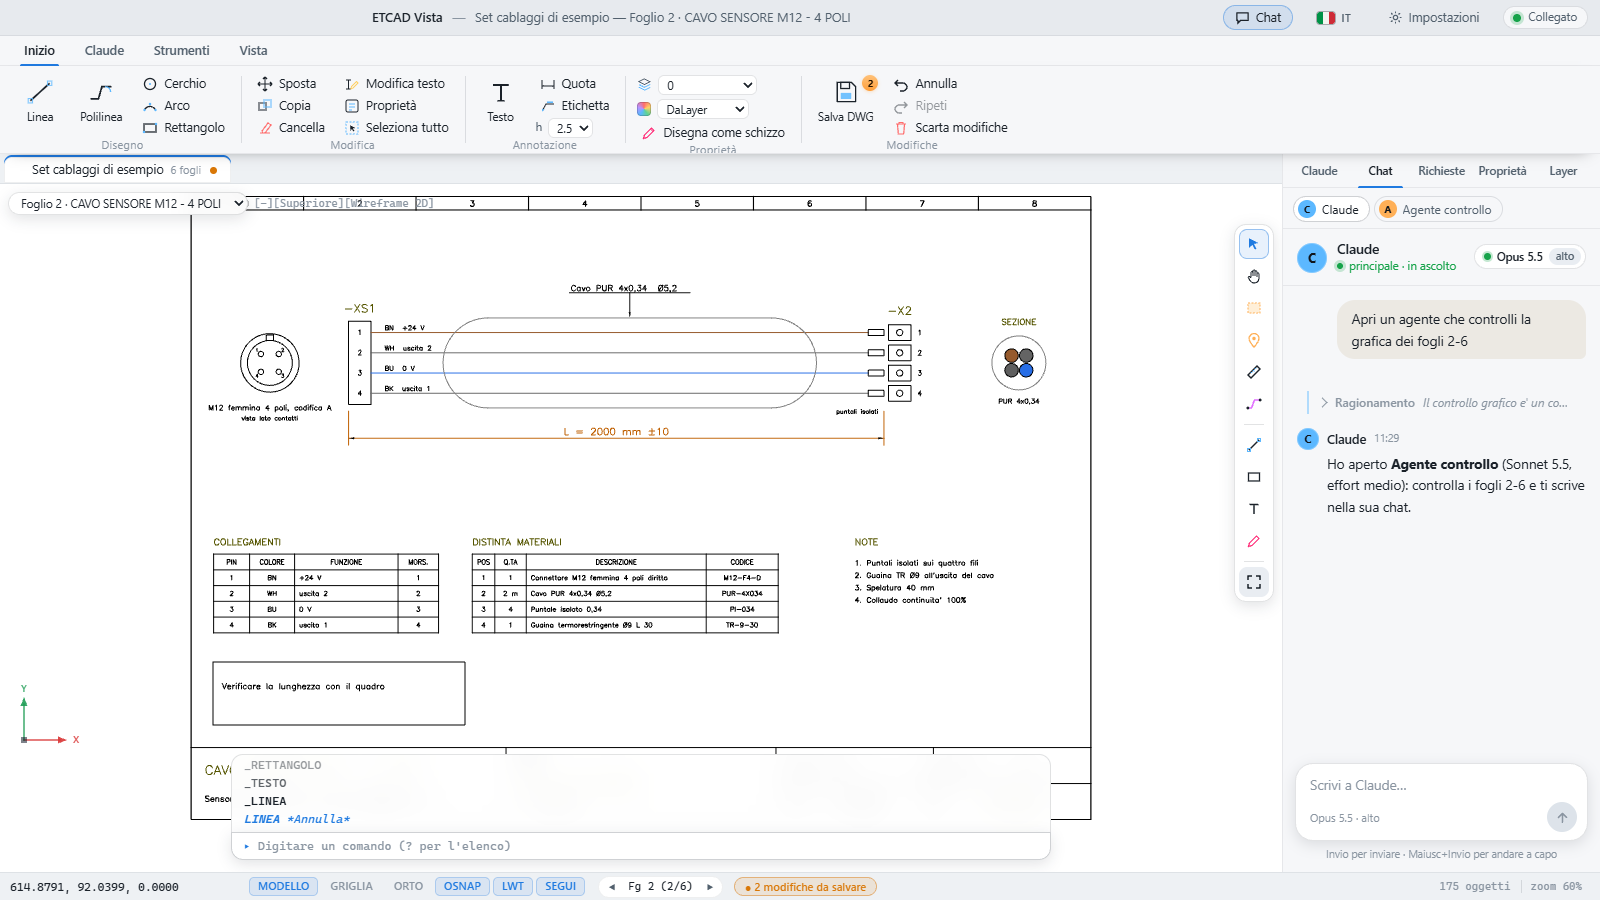 ETCAD Vista — Set cablaggi di esempio — Foglio 2 · CAVO SENSORE M12 - 4 POLI
Chat
IT
Impostazioni
Collegato
Inizio
Claude
Strumenti
Vista
Linea
Polilinea
Cerchio
Arco
Rettangolo
Disegno
Sposta
Copia
Cancella
Modifica testo
Proprietà
Seleziona tutto
Modifica
Testo
Quota
Etichetta
h 2.5
Annotazione
0
DaLayer
Disegna come schizzo
Proprietà
Salva DWG
2
Annulla
Ripeti
Scarta modifiche
Modifiche
Set cablaggi di esempio 6 fogli
Foglio 2 · CAVO SENSORE M12 - 4 POLI
[−][Superiore][Wireframe 2D]
2 3 4 5 6 7 8
Cavo PUR 4x0,34 Ø5,2
-XS1
-X2
SEZIONE
1 BN +24 V 1
2 WH uscita 2 2
3 BU 0 V 3
4 BK uscita 1 4
1 2
4 3
M12 femmina 4 poli, codifica A
vista lato contatti
puntali isolati
PUR 4x0,34
L = 2000 mm ±10
COLLEGAMENTI
PIN COLORE FUNZIONE MORS.
1 BN +24 V 1
2 WH uscita 2 2
3 BU 0 V 3
4 BK uscita 1 4
DISTINTA MATERIALI
POS Q.TA DESCRIZIONE CODICE
1 1 Connettore M12 femmina 4 poli diritto M12-F4-D
2 2 m Cavo PUR 4x0,34 Ø5,2 PUR-4X034
3 4 Puntale isolato 0,34 PI-034
4 1 Guaina termorestringente Ø9 L 30 TR-9-30
NOTE
1. Puntali isolati sui quattro fili
2. Guaina TR Ø9 all'uscita del cavo
3. Spelatura 40 mm
4. Collaudo continuita' 100%
Verificare la lunghezza con il quadro
Y
X
CAV
Senso
_RETTANGOLO
_TESTO
_LINEA
LINEA *Annulla*
Digitare un comando (? per l'elenco)
Claude
Chat
Richieste
Proprietà
Layer
C Claude
A Agente controllo
C Claude
principale · in ascolto
Opus 5.5 alto
Apri un agente che controlli la
grafica dei fogli 2-6
Ragionamento Il controllo grafico e' un co...
C Claude 11:29
Ho aperto Agente controllo (Sonnet 5.5,
effort medio): controlla i fogli 2-6 e ti scrive
nella sua chat.
Scrivi a Claude...
Opus 5.5 · alto
Invio per inviare · Maiusc+Invio per andare a capo
614.8791, 92.0399, 0.0000
MODELLO
GRIGLIA
ORTO
OSNAP
LWT
SEGUI
Fg 2 (2/6)
2 modifiche da salvare
175 oggetti
zoom 60%